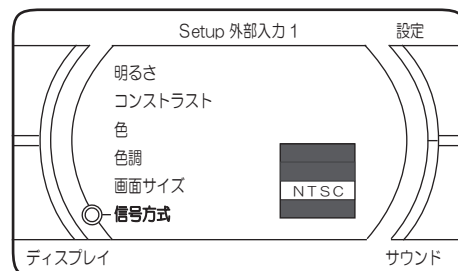 Setup 外部入力 1
設定
明るさ
コンストラスト
色
色調
画面サイズ
NTSC
信号方式
ディスプレイ
サウンド